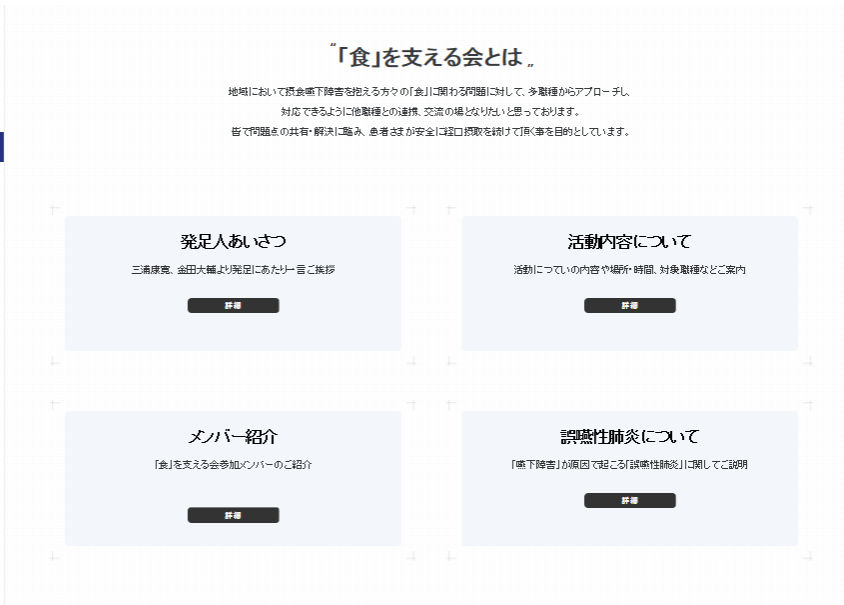 〝「食」を支える会とは〟
地域において摂食嚥下障害を抱える方々の「食」に関わる問題に対して、多職種からアプローチし、
対応できるように他職種との連携、交流の場となりたいと思っております。
皆で問題点の共有・解決に臨み、患者さまが安全に経口摂取を続けて頂く事を目的としています。
発足人あいさつ
三浦康寛、金田大輔より発足にあたり一言ご挨拶
詳細
活動内容について
活動につていの内容や場所・時間、対象職種などご案内
詳細
メンバー紹介
「食」を支える会参加メンバーのご紹介
詳細
誤嚥性肺炎について
「嚥下障害」が原因で起こる「誤嚥性肺炎」に関してご説明
詳細